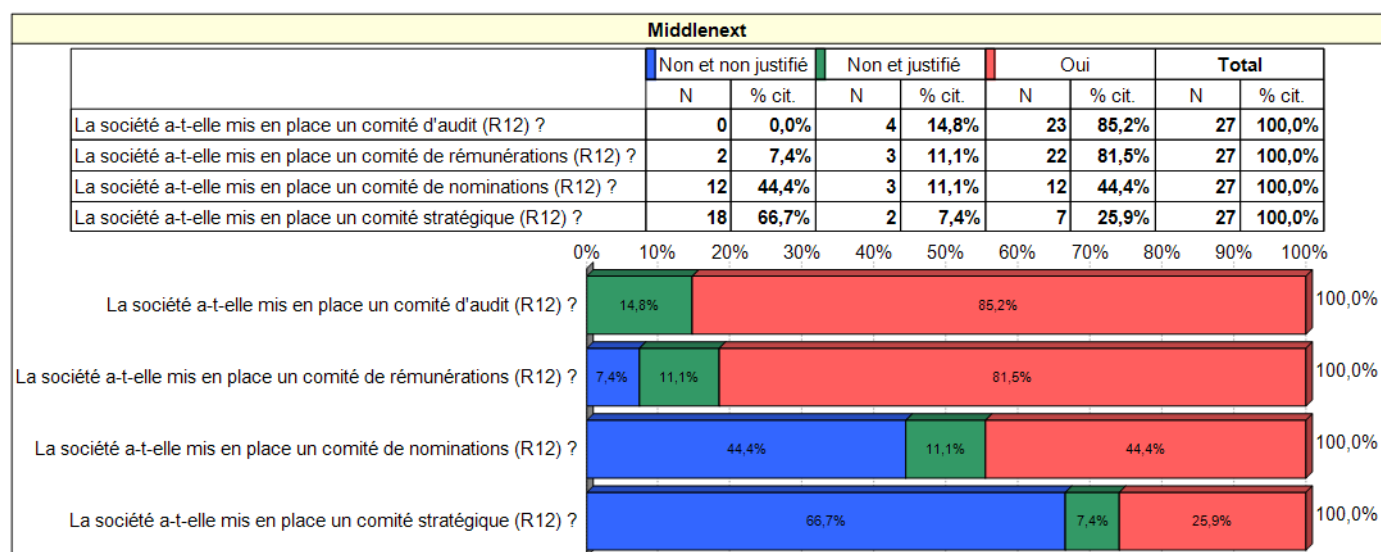 Middlenext
Non et non justifié Non et justifié Oui Total
N % cit. N % cit. N % cit. N % cit.
La société a-t-elle mis en place un comité d'audit (R12) ? 0 0,0% 4 14,8% 23 85,2% 27 100,0%
La société a-t-elle mis en place un comité de rémunérations (R12) ? 2 7,4% 3 11,1% 22 81,5% 27 100,0%
La société a-t-elle mis en place un comité de nominations (R12) ? 12 44,4% 3 11,1% 12 44,4% 27 100,0%
La société a-t-elle mis en place un comité stratégique (R12) ? 18 66,7% 2 7,4% 7 25,9% 27 100,0%
0% 10% 20% 30% 40% 50% 60% 70% 80% 90% 100%
La société a-t-elle mis en place un comité d'audit (R12) ? 14,8% 85,2% 100,0%
La société a-t-elle mis en place un comité de rémunérations (R12) ? 7,4% 11,1% 81,5% 100,0%
La société a-t-elle mis en place un comité de nominations (R12) ? 44,4% 11,1% 44,4% 100,0%
La société a-t-elle mis en place un comité stratégique (R12) ? 66,7% 7,4% 25,9% 100,0%